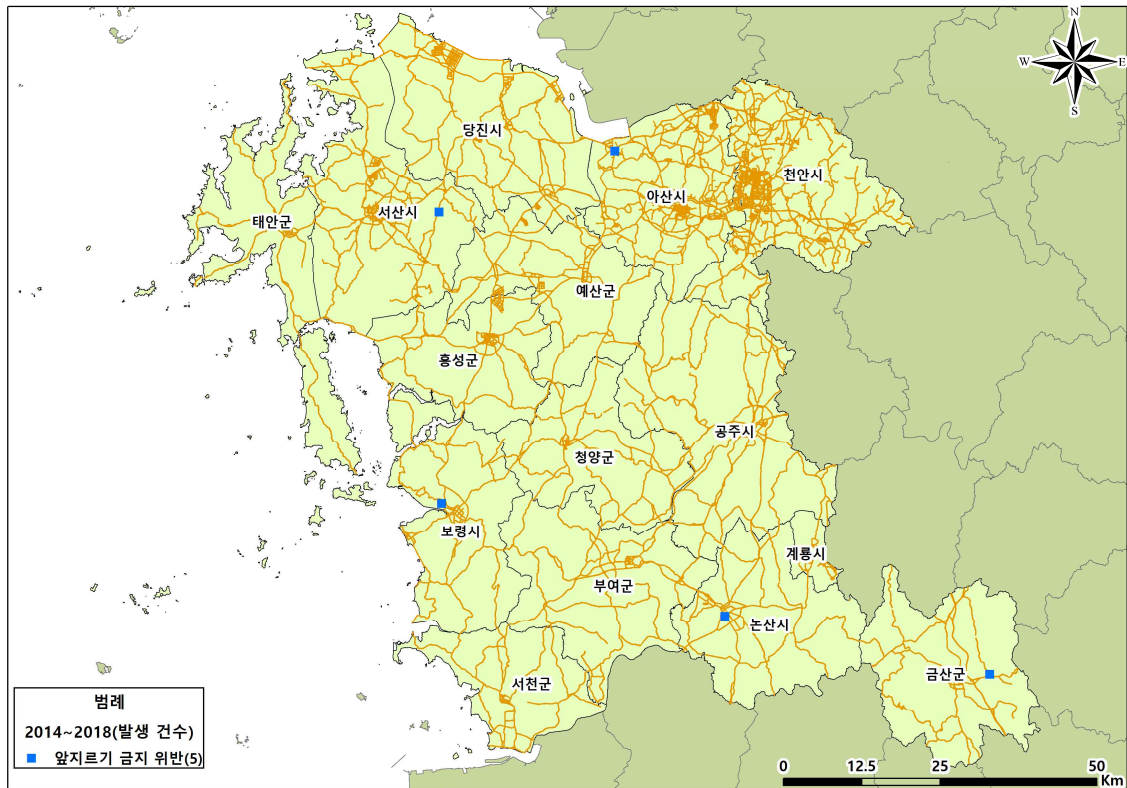 N
W E
S
당진시
천안시
아산시
서산시
태안군
예산군
홍성군
공주시
청양군
보령시
계룡시
부여군
논산시
금산군
서천군
범례
2014~2018(발생 건수)
앞지르기 금지 위반(5)
0 12.5 25 50
Km